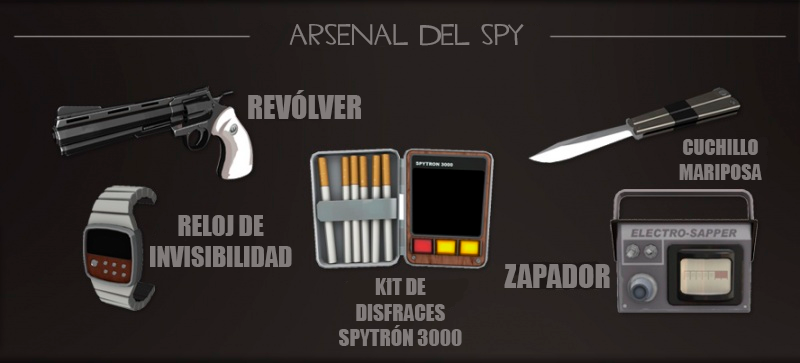 ARSENAL DEL SPY
REVÓLVER
CUCHILLO
MARIPOSA
SPYTRON 3000
RELOJ DE
INVISIBILIDAD
ELECTRO-SAPPER
ZAPADOR
KIT DE
DISFRACES
SPYTRÓN 3000